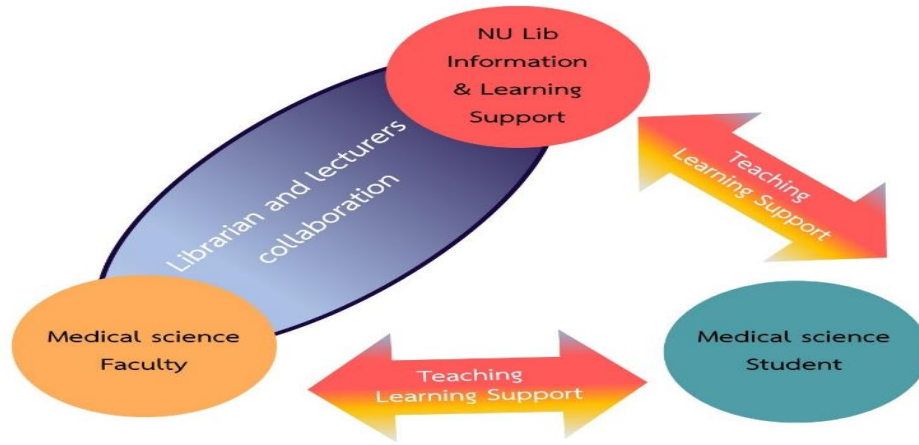 NU Lib
Information
& Learning
Support
Librarian and lecturers
collaboration
Teaching
Learning Support
Medical science
Faculty
Teaching
Learning Support
Medical science
Student